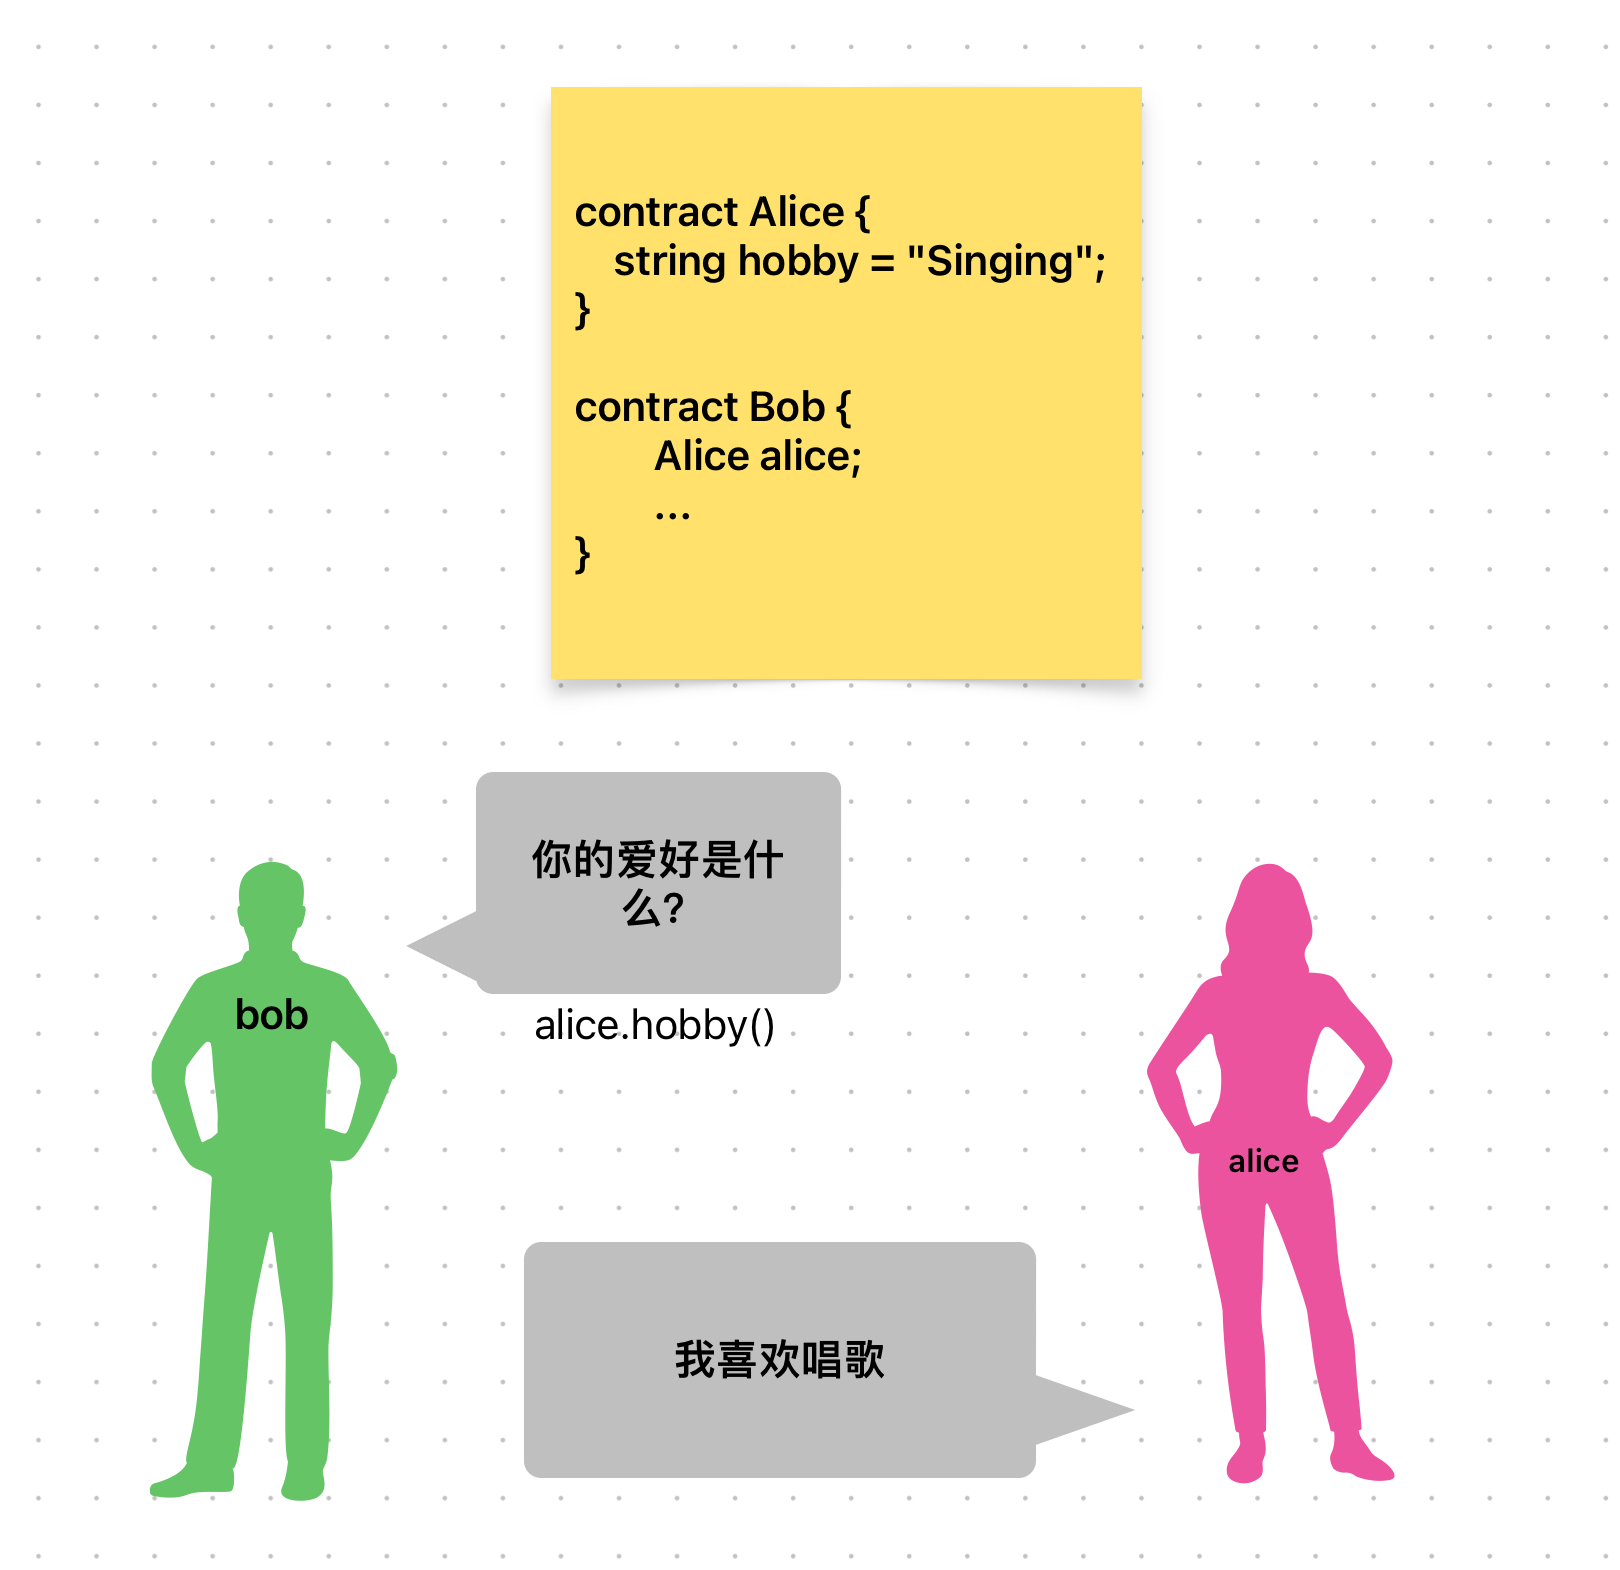 contract Alice {
string hobby = "Singing";
}
contract Bob {
Alice alice;
...
}
你的爱好是什
么?
bob
alice.hobby()
alice
我喜欢唱歌